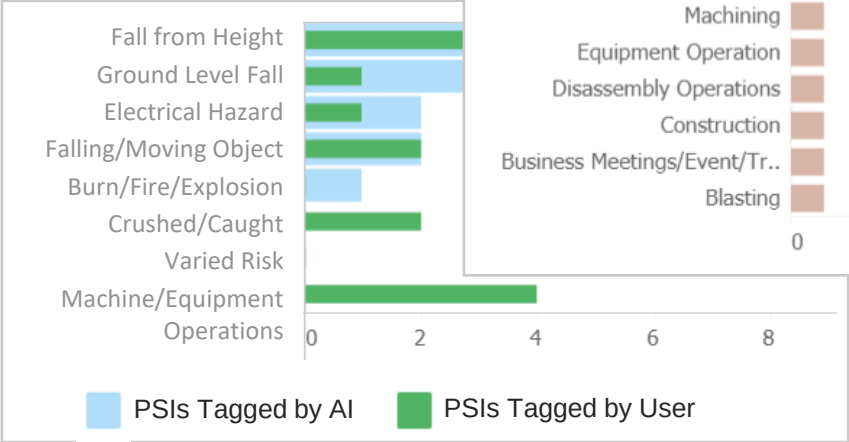 Fall from Height
Ground Level Fall
Electrical Hazard
Falling/Moving Object
Burn/Fire/Explosion
Crushed/Caught
Varied Risk
Machine/Equipment
Operations
0 2 4 6 8
PSIs Tagged by AI
PSIs Tagged by User
Machining
Equipment Operation
Disassembly Operations
Construction
Business Meetings/Event/Tr..
Blasting
0